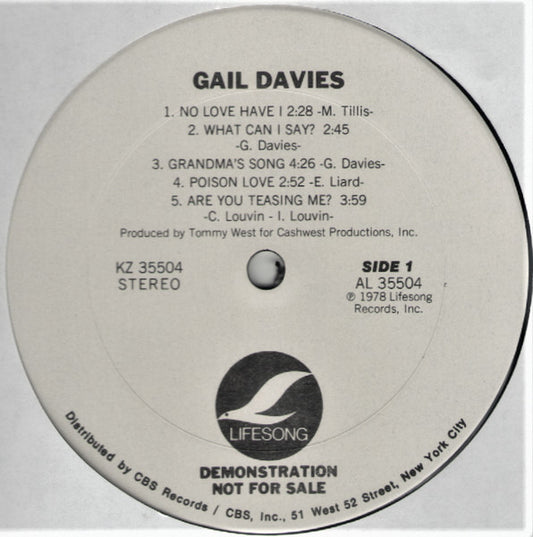 GAIL DAVIES
1. NO LOVE HAVE I 2:28 -M. Tillis-
2. WHAT CAN I SAY? 2:45
-G. Davies-
3. GRANDMA'S SONG 4:26 -G. Davies-
4. POISON LOVE 2:52 -E. Liard-
5. ARE YOU TEASING ME? 3:59
-C. Louvin - I. Louvin-
Produced by Tommy West for Cashwest Productions, Inc.
KZ 35504
STEREO
SIDE 1
AL 35504
℗ 1978 Lifesong
Records, Inc.
LIFESONG
DEMONSTRATION
NOT FOR SALE
Distributed by CBS Records / CBS, Inc., 51 West 52 Street, New York City